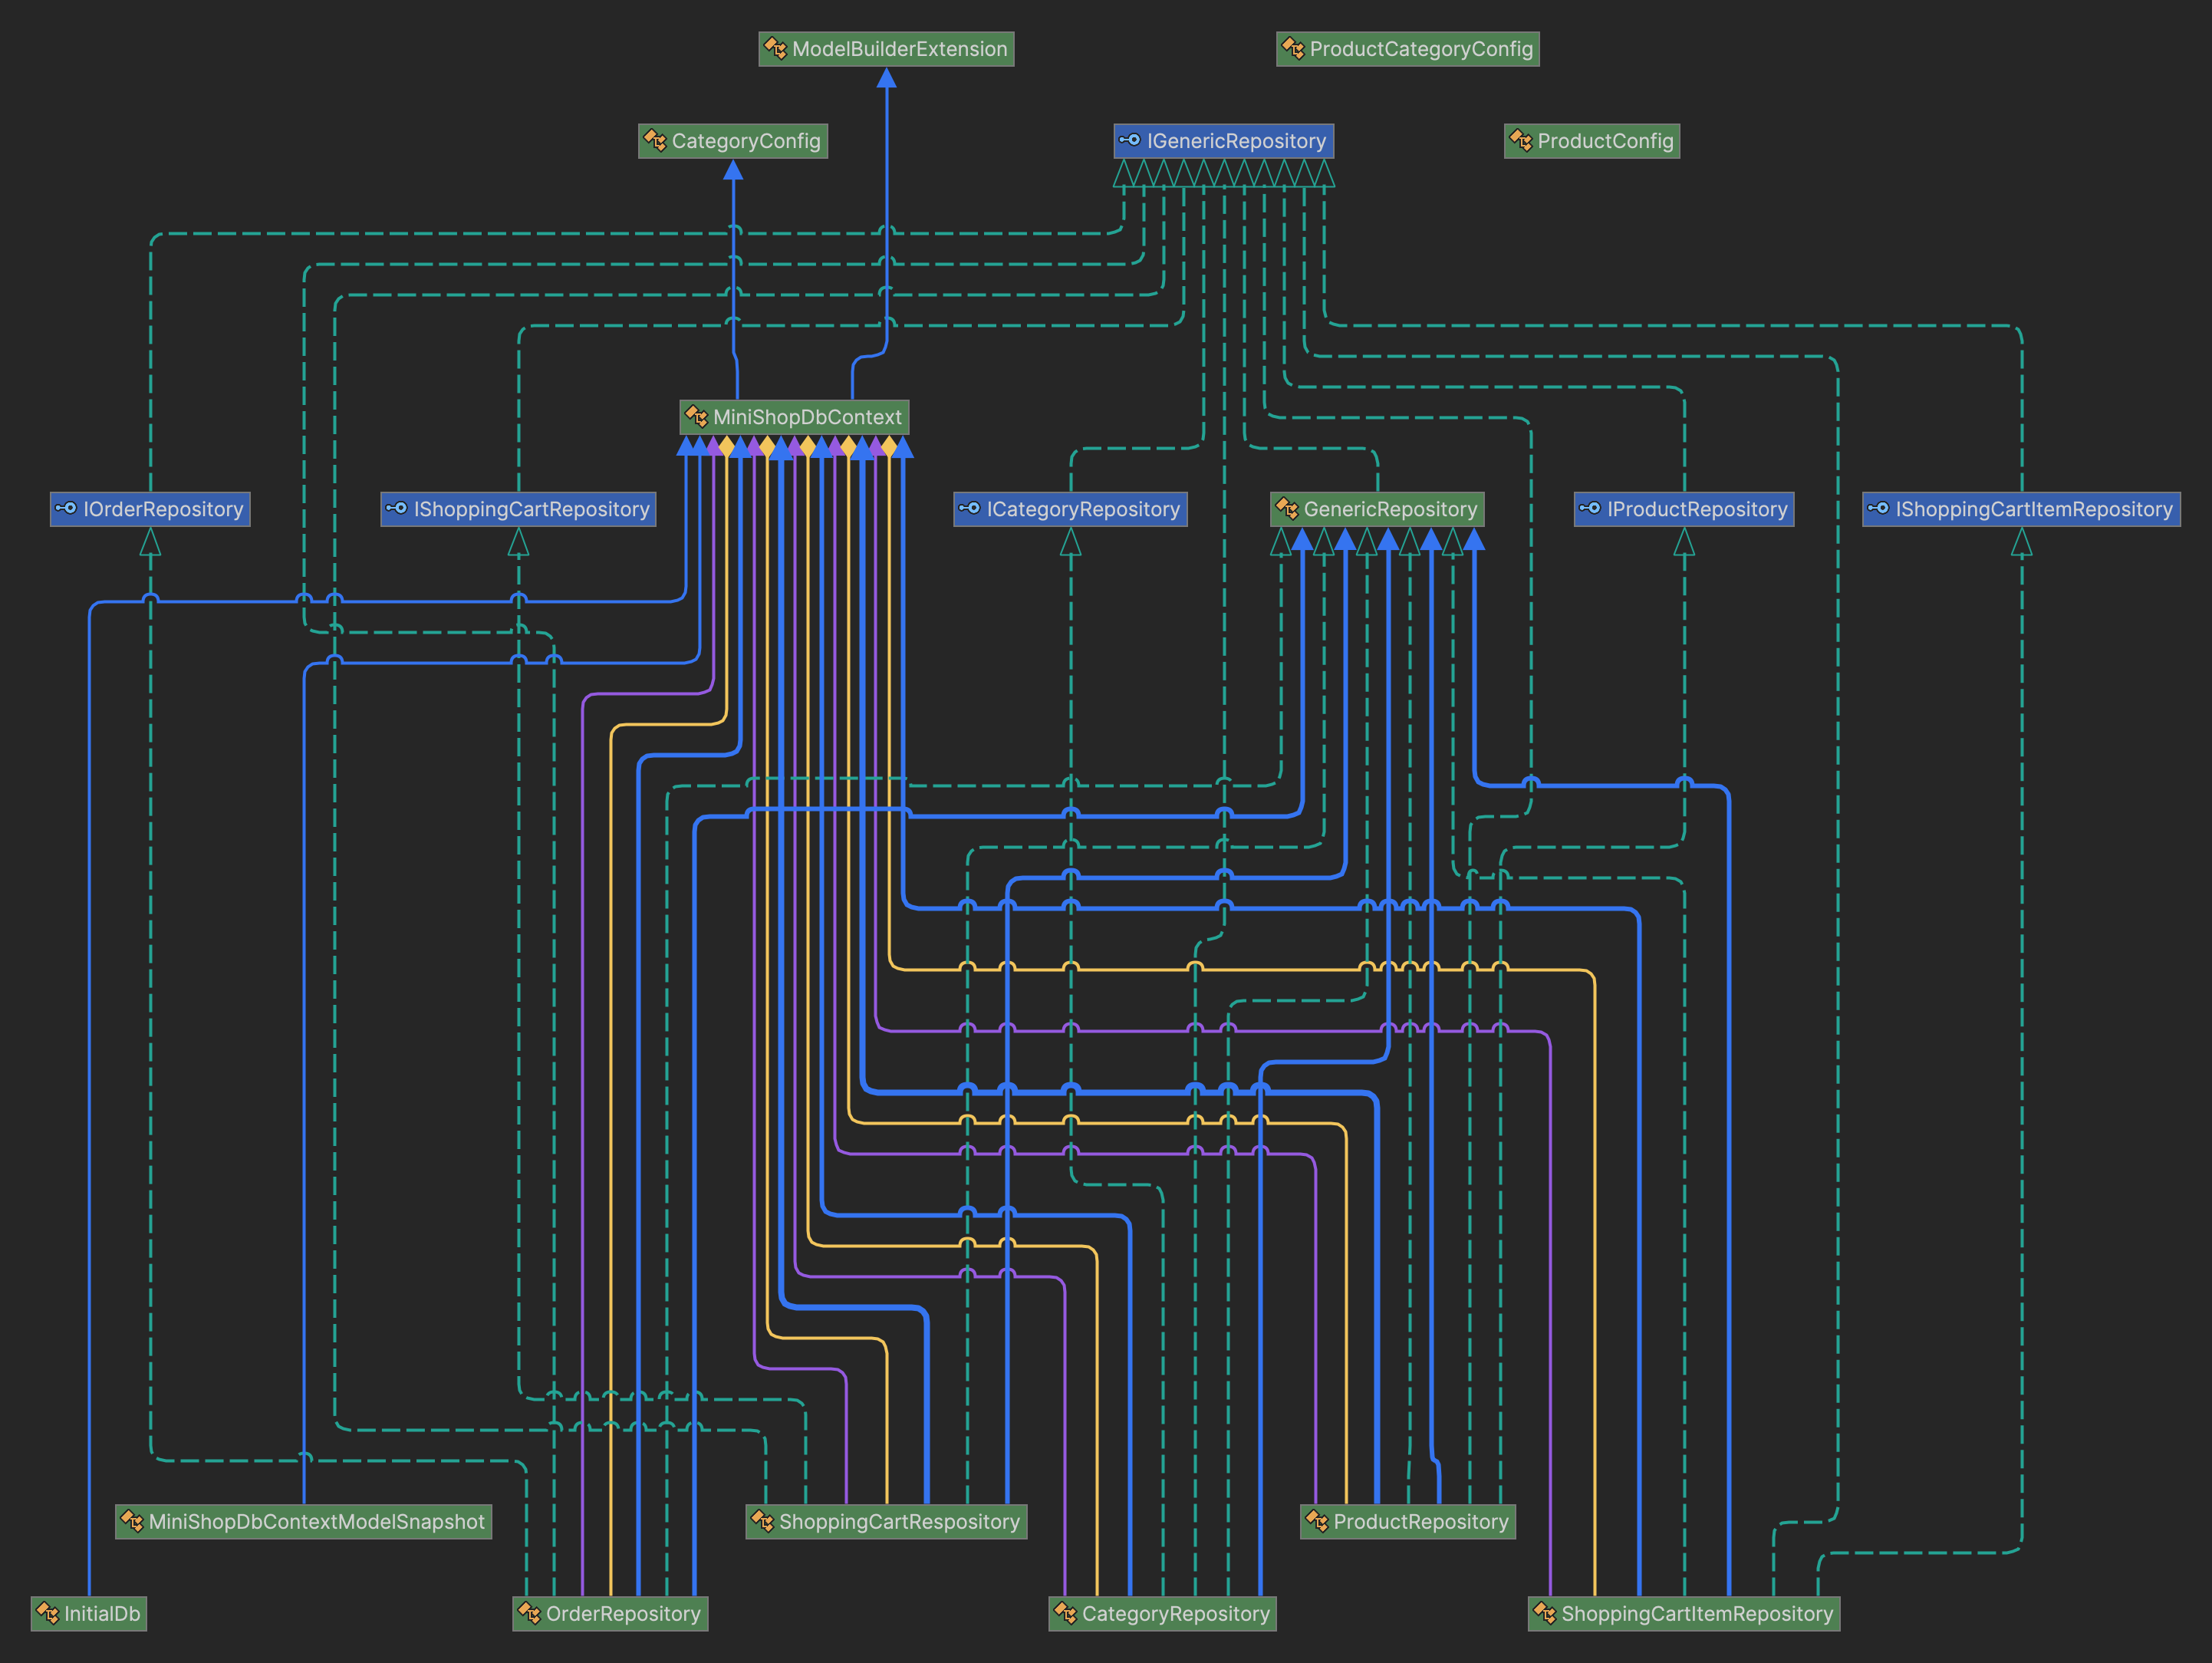 ModelBuilderExtension
ProductCategoryConfig
CategoryConfig
IGenericRepository
ProductConfig
MiniShopDbContext
IOrderRepository
IShoppingCartRepository
ICategoryRepository
GenericRepository
IProductRepository
IShoppingCartItemRepository
MiniShopDbContextModelSnapshot
ShoppingCartRespository
ProductRepository
InitialDb
OrderRepository
CategoryRepository
ShoppingCartItemRepository